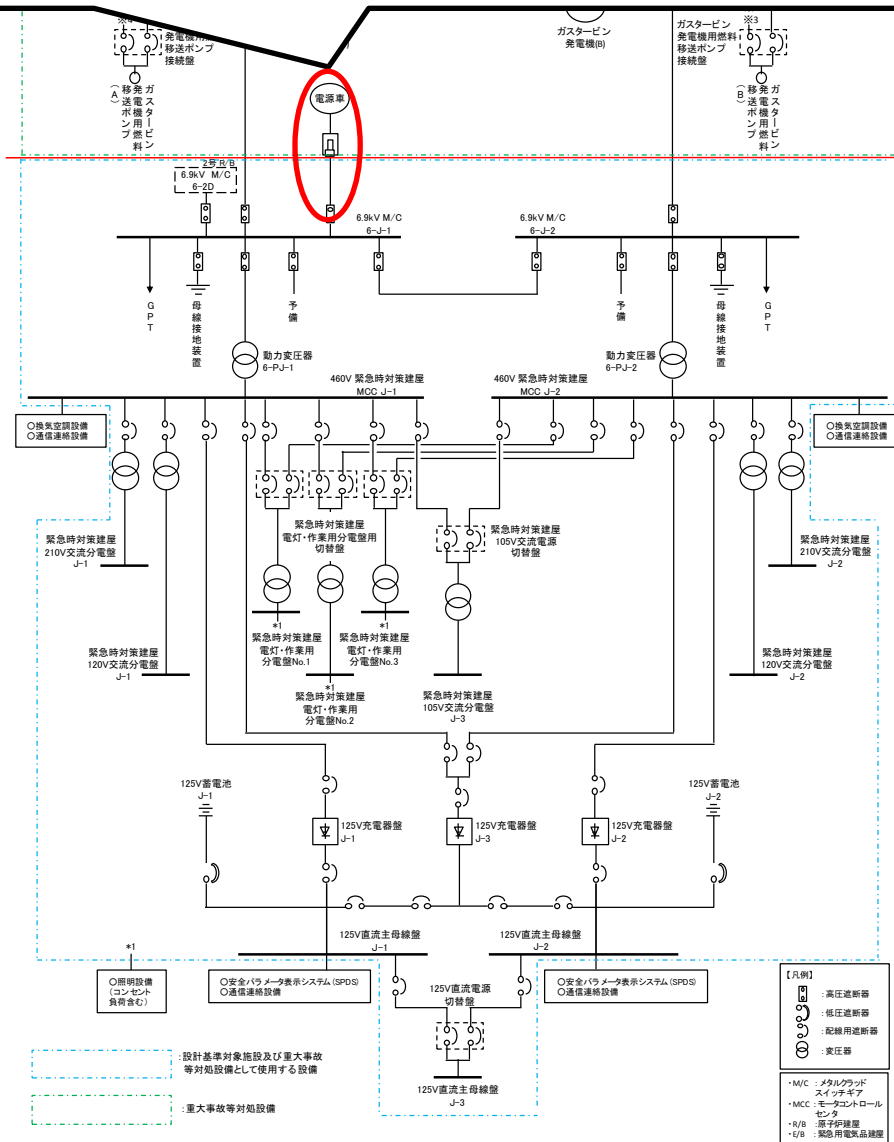 ※4
発電機用燃
移送ポンプ
接続盤
ガスタービン
発電機用燃料
移送ポンプ
(A)
電源車
ガスタービン
発電機(B)
ガスタービン
発電機用燃料
移送ポンプ
接続盤
※3
ガスタービン
発電機用燃料
移送ポンプ
(B)
2号 R/B
6.9kV M/C
6-2D
6.9kV M/C
6-J-1
6.9kV M/C
6-J-2
GPT
母線接地装置
予備
予備
母線接地装置
GPT
動力変圧器
6-PJ-1
動力変圧器
6-PJ-2
460V 緊急時対策建屋
MCC J-1
460V 緊急時対策建屋
MCC J-2
○換気空調設備
○通信連絡設備
○換気空調設備
○通信連絡設備
緊急時対策建屋
210V交流分電盤
J-1
緊急時対策建屋
電灯・作業用分電盤用
切替盤
緊急時対策建屋
105V交流電源
切替盤
緊急時対策建屋
210V交流分電盤
J-2
*1
緊急時対策建屋
電灯・作業用
分電盤No.1
*1
緊急時対策建屋
電灯・作業用
分電盤No.3
緊急時対策建屋
120V交流分電盤
J-1
*1
緊急時対策建屋
電灯・作業用
分電盤No.2
緊急時対策建屋
105V交流分電盤
J-3
緊急時対策建屋
120V交流分電盤
J-2
125V蓄電池
J-1
125V蓄電池
J-2
125V充電器盤
J-1
125V充電器盤
J-3
125V充電器盤
J-2
125V直流主母線盤
J-1
125V直流主母線盤
J-2
*1
○照明設備
(コンセント
負荷含む)
○安全パラメータ表示システム(SPDS)
○通信連絡設備
125V直流電源
切替盤
○安全パラメータ表示システム(SPDS)
○通信連絡設備
125V直流主母線盤
J-3
【凡例】
:高圧遮断器
:低圧遮断器
:配線用遮断器
:変圧器
・M/C :メタルクラッド
スイッチギア
・MCC :モータコントロール
センタ
・R/B :原子炉建屋
・E/B :緊急用電気品建屋
:設計基準対象施設及び重大事故
等対処設備として使用する設備
:重大事故等対処設備